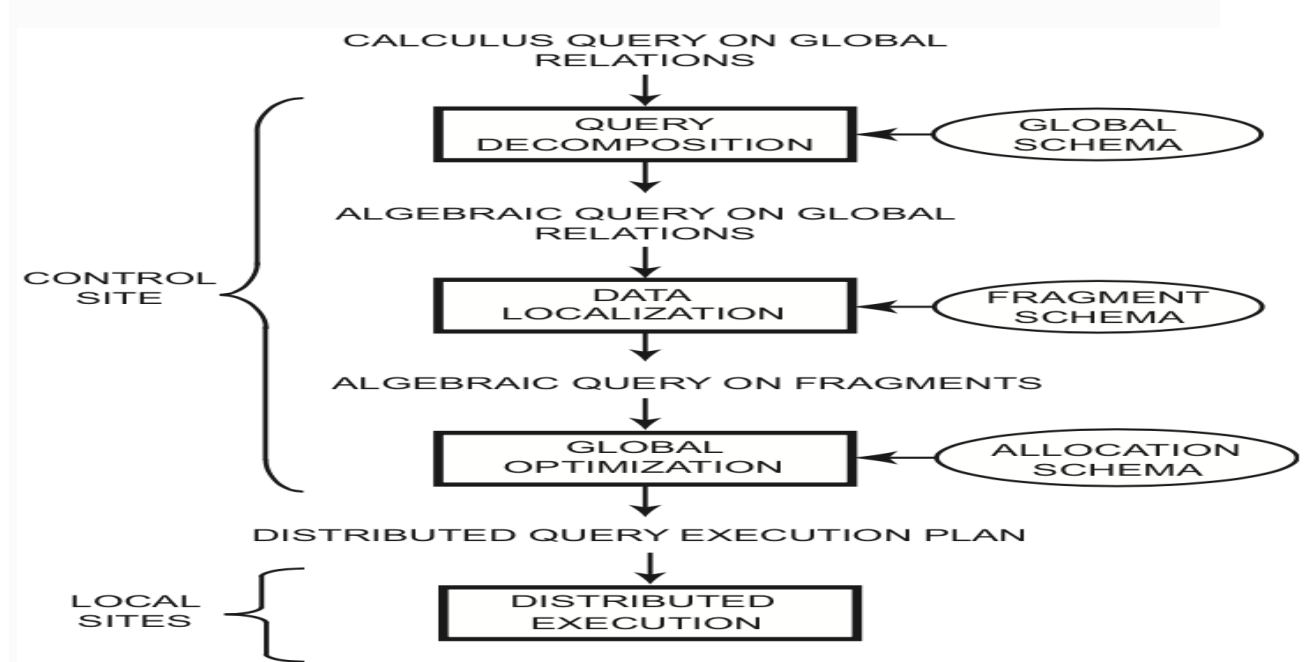 CALCULUS QUERY ON GLOBAL
RELATIONS
QUERY
DECOMPOSITION
GLOBAL
SCHEMA
ALGEBRAIC QUERY ON GLOBAL
RELATIONS
CONTROL
SITE
DATA
LOCALIZATION
FRAGMENT
SCHEMA
ALGEBRAIC QUERY ON FRAGMENTS
GLOBAL
OPTIMIZATION
ALLOCATION
SCHEMA
DISTRIBUTED QUERY EXECUTION PLAN
LOCAL
SITES
DISTRIBUTED
EXECUTION